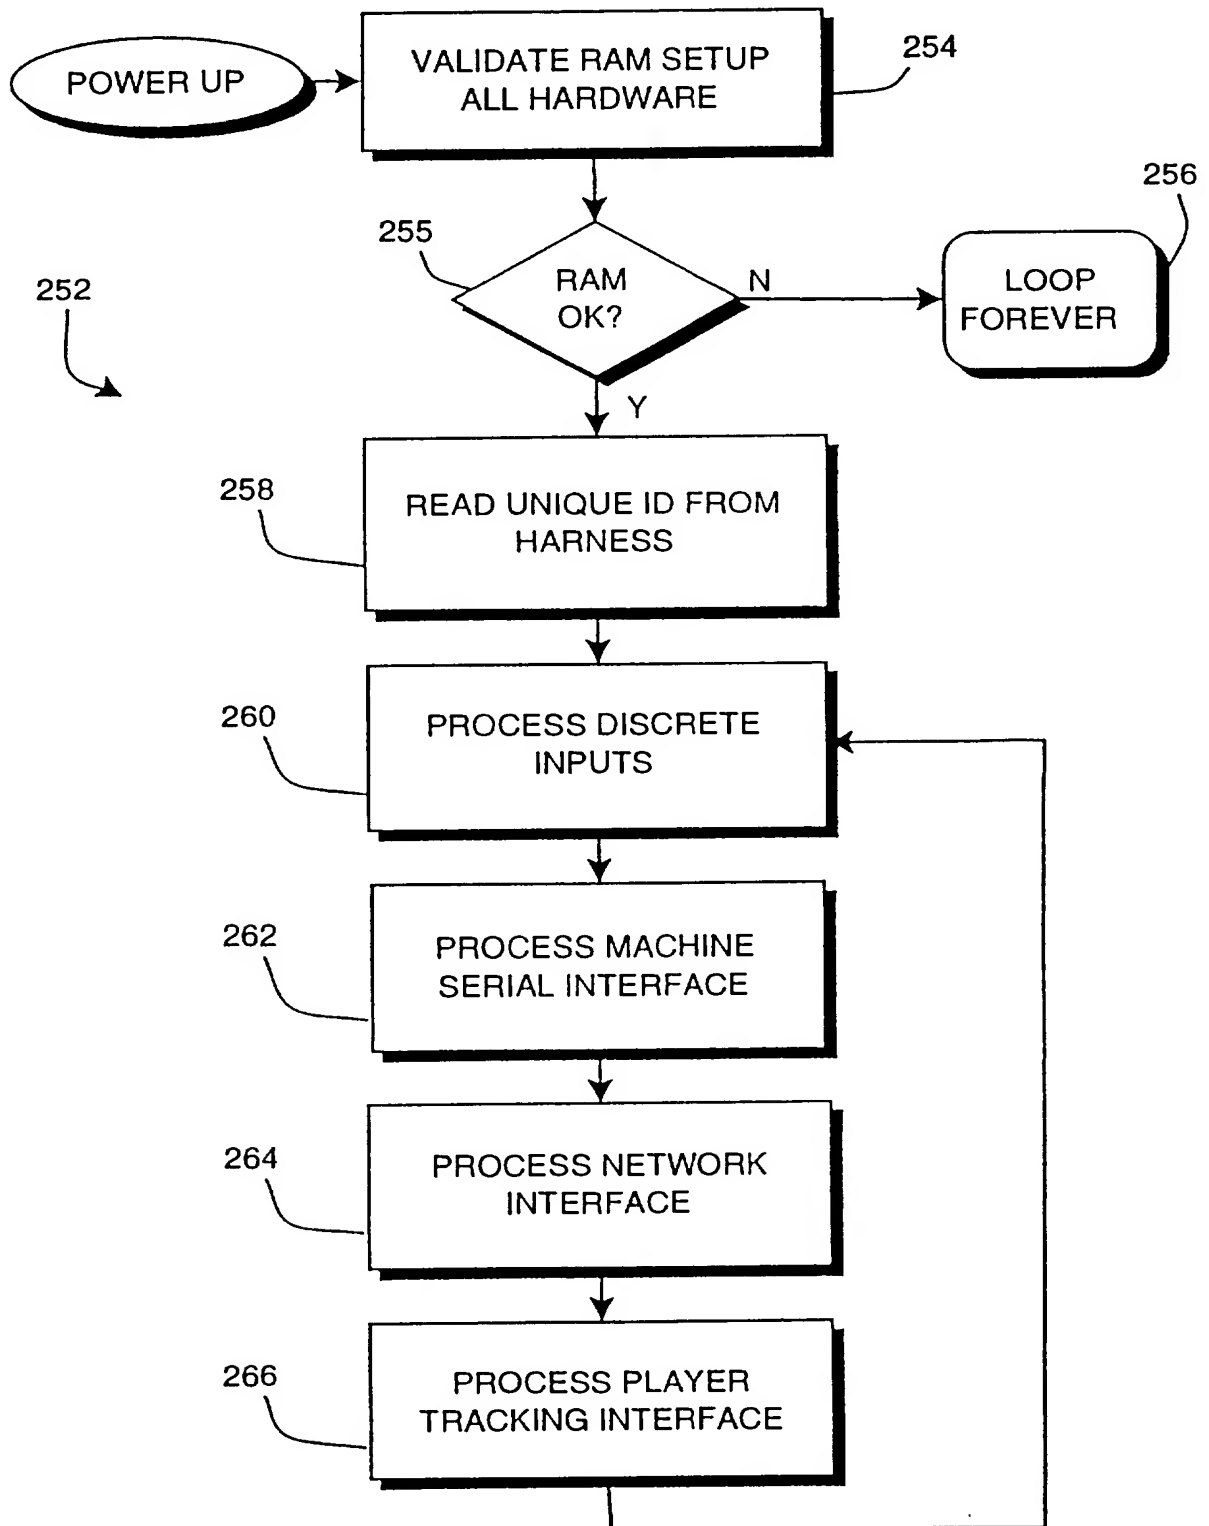 POWER UP
VALIDATE RAM SETUP
ALL HARDWARE
254
255
RAM
OK?
N
LOOP
FOREVER
256
252
Y
258
READ UNIQUE ID FROM
HARNESS
260
PROCESS DISCRETE
INPUTS
262
PROCESS MACHINE
SERIAL INTERFACE
264
PROCESS NETWORK
INTERFACE
266
PROCESS PLAYER
TRACKING INTERFACE